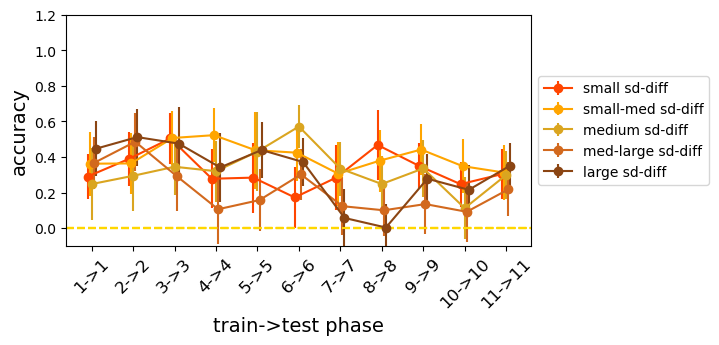 1.2
1.0
0.8
0.6
0.4
0.2
0.0
accuracy
1->1
2->2
3->3
4->4
5->5
6->6
7->7
8->8
9->9
10->10
11->11
train->test phase
small sd-diff
small-med sd-diff
medium sd-diff
med-large sd-diff
large sd-diff